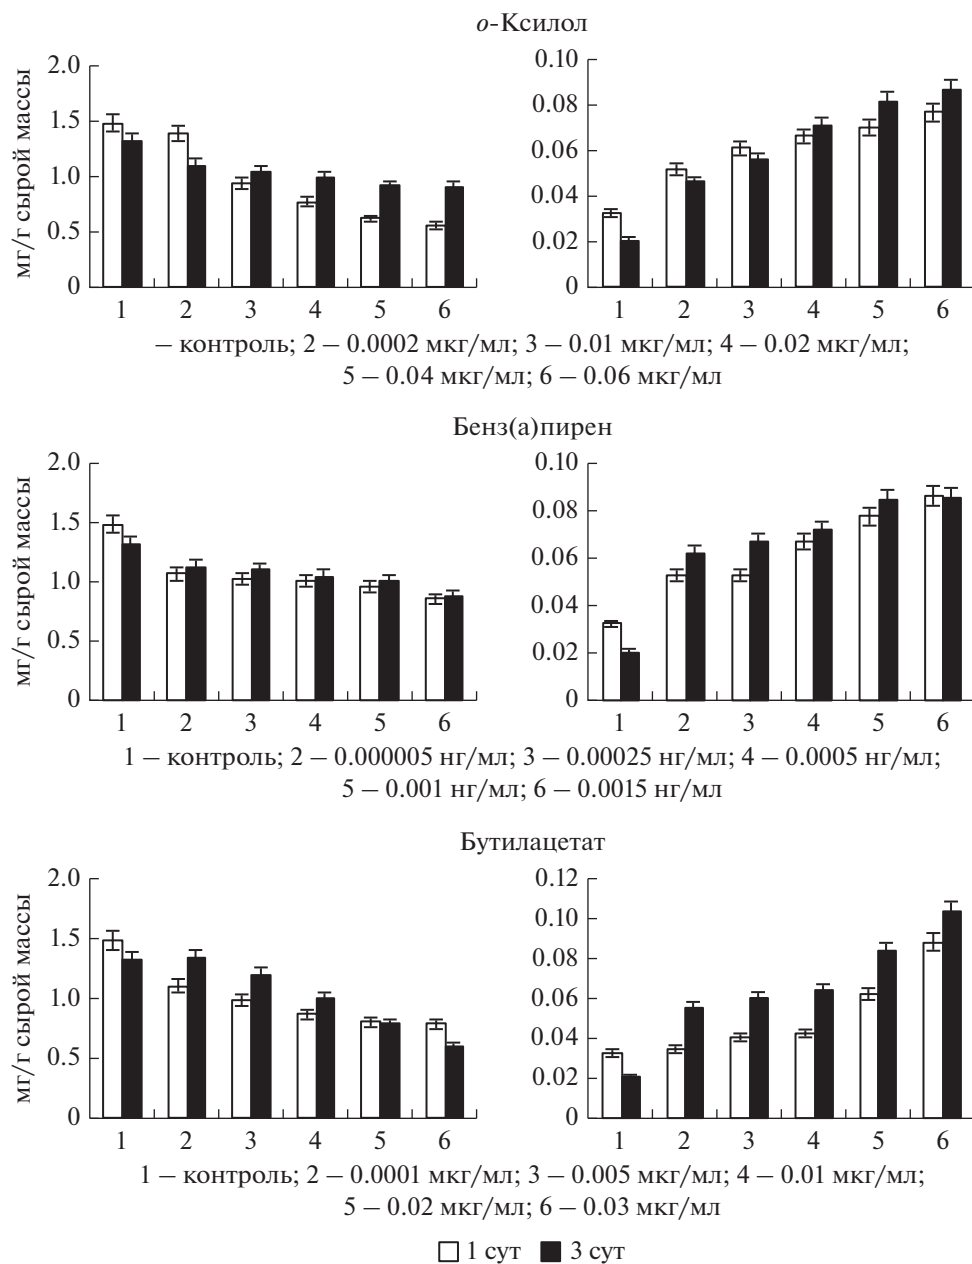 о-Ксилол
мг/г сырой массы
2.0
1.5
1.0
0.5
0
1 2 3 4 5 6
0.10
0.08
0.06
0.04
0.02
0
1 2 3 4 5 6
– контроль; 2 – 0.0002 мкг/мл; 3 – 0.01 мкг/мл; 4 – 0.02 мкг/мл;
5 – 0.04 мкг/мл; 6 – 0.06 мкг/мл
Бенз(а)пирен
мг/г сырой массы
2.0
1.5
1.0
0.5
0
1 2 3 4 5 6
0.10
0.08
0.06
0.04
0.02
0
1 2 3 4 5 6
1 – контроль; 2 – 0.000005 нг/мл; 3 – 0.00025 нг/мл; 4 – 0.0005 нг/мл;
5 – 0.001 нг/мл; 6 – 0.0015 нг/мл
Бутилацетат
мг/г сырой массы
2.0
1.5
1.0
0.5
0
1 2 3 4 5 6
0.12
0.10
0.08
0.06
0.04
0.02
0
1 2 3 4 5 6
1 – контроль; 2 – 0.0001 мкг/мл; 3 – 0.005 мкг/мл; 4 – 0.01 мкг/мл;
5 – 0.02 мкг/мл; 6 – 0.03 мкг/мл
1 сут 3 сут